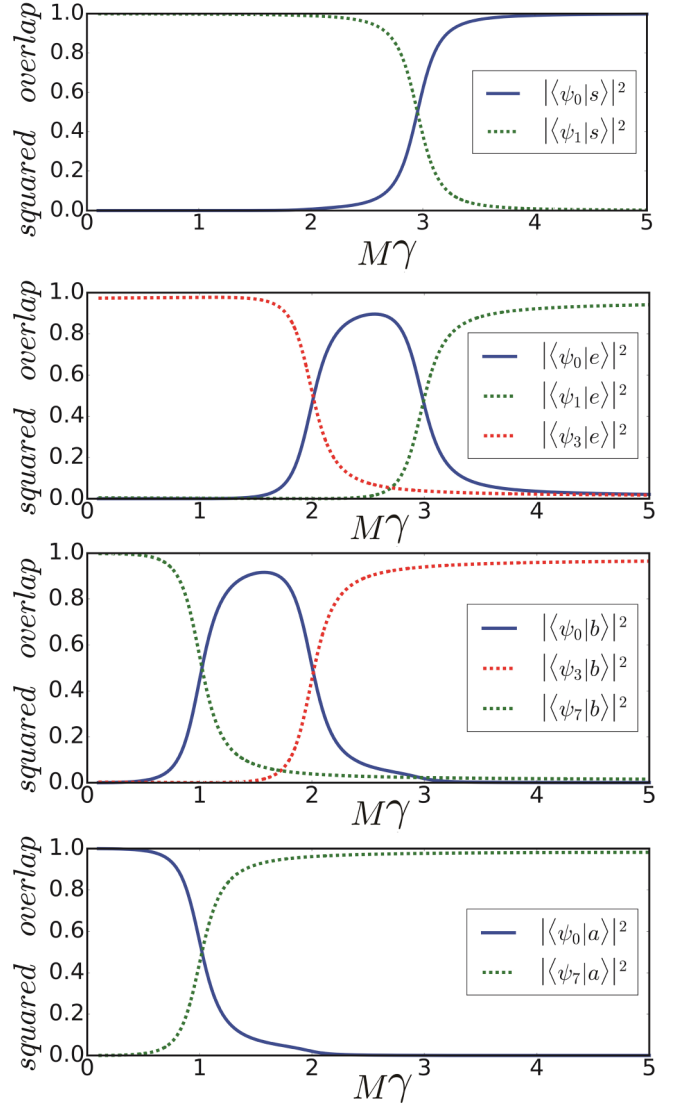 squared overlap
1.0
0.8
0.6
0.4
0.2
0.0
|⟨ψ₀|s⟩|²
|⟨ψ₁|s⟩|²
0 1 2 3 4 5
Mγ
squared overlap
1.0
0.8
0.6
0.4
0.2
0.0
|⟨ψ₀|e⟩|²
|⟨ψ₁|e⟩|²
|⟨ψ₃|e⟩|²
0 1 2 3 4 5
Mγ
squared overlap
1.0
0.8
0.6
0.4
0.2
0.0
|⟨ψ₀|b⟩|²
|⟨ψ₃|b⟩|²
|⟨ψ₇|b⟩|²
0 1 2 3 4 5
Mγ
squared overlap
1.0
0.8
0.6
0.4
0.2
0.0
|⟨ψ₀|a⟩|²
|⟨ψ₇|a⟩|²
0 1 2 3 4 5
Mγ